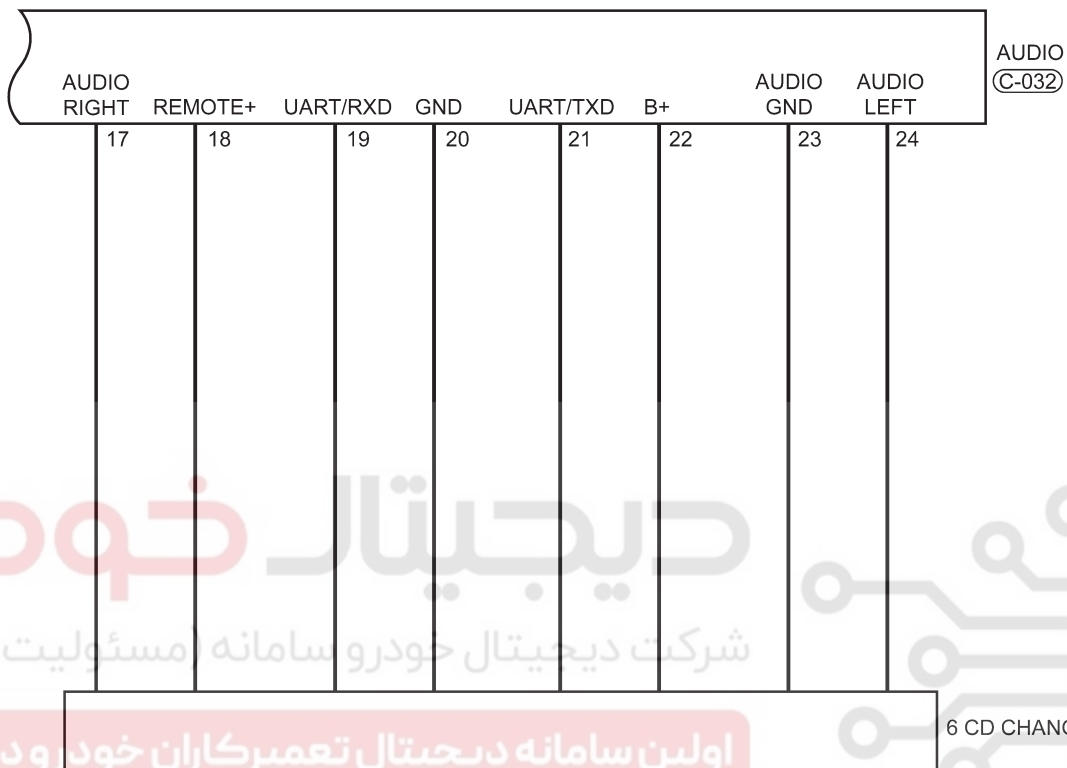 AUDIO
C-032
AUDIO RIGHT
REMOTE+
UART/RXD
GND
UART/TXD
B+
AUDIO GND
AUDIO LEFT
17
18
19
20
21
22
23
24
دیجیتال خود
شرکت دیجیتال خودرو سامانه (مسئولیت
6 CD CHANG
اولین سامانه دیجیتال تعمیرکاران خودرو د